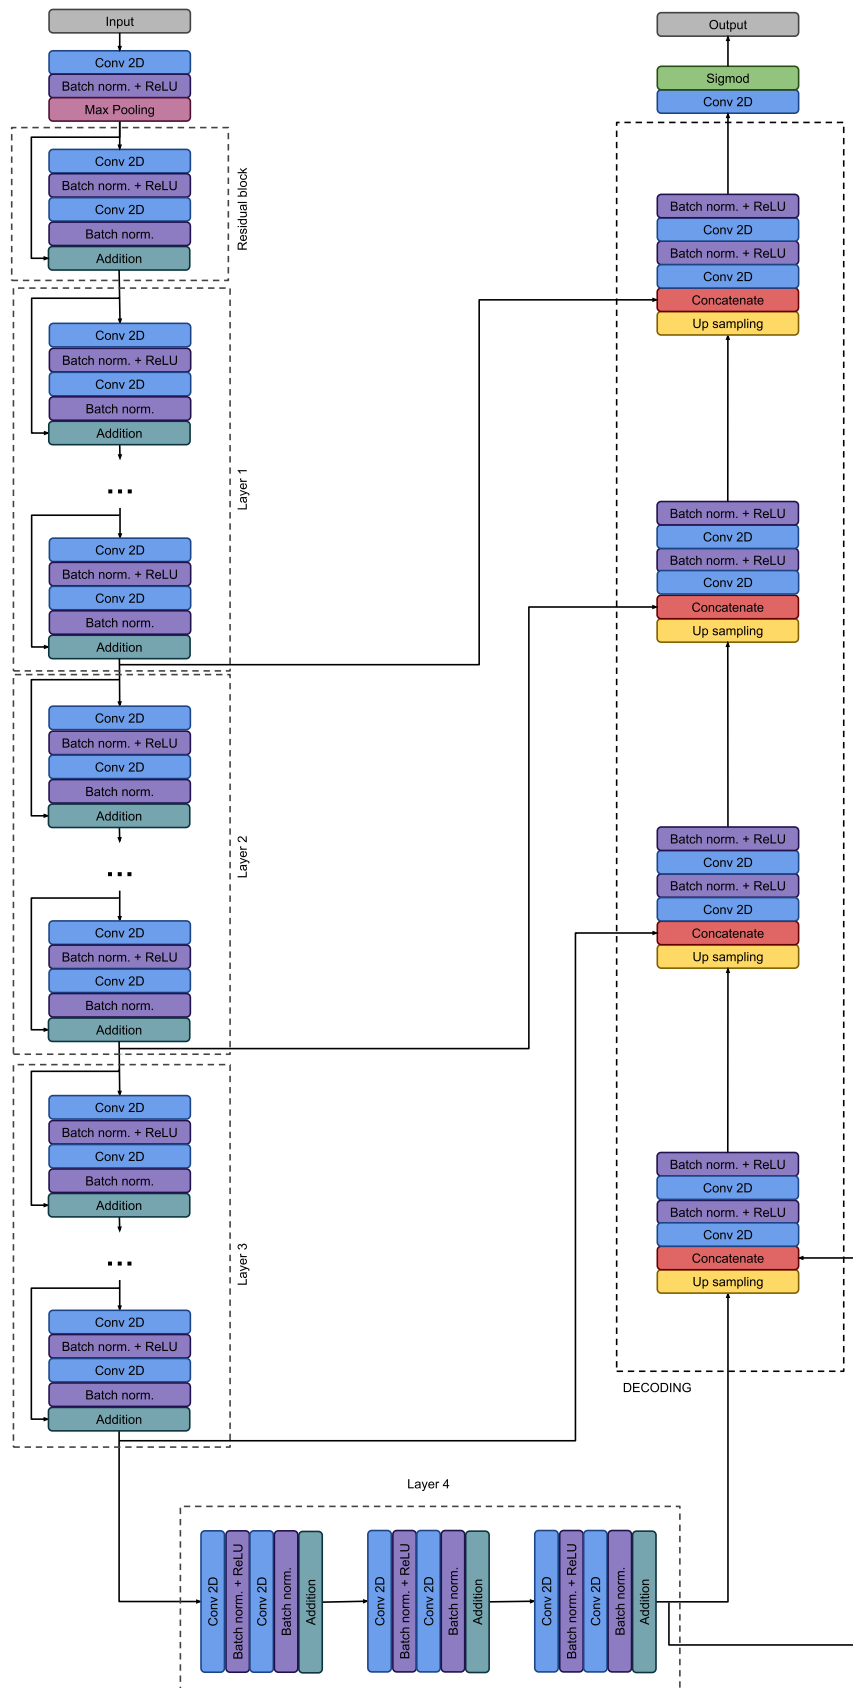 Input
Conv 2D
Batch norm. + ReLU
Max Pooling
Conv 2D
Batch norm. + ReLU
Conv 2D
Batch norm.
Addition
Residual block
Conv 2D
Batch norm. + ReLU
Conv 2D
Batch norm.
Addition
...
Conv 2D
Batch norm. + ReLU
Conv 2D
Batch norm.
Addition
Layer 1
Conv 2D
Batch norm. + ReLU
Conv 2D
Batch norm.
Addition
...
Conv 2D
Batch norm. + ReLU
Conv 2D
Batch norm.
Addition
Layer 2
Conv 2D
Batch norm. + ReLU
Conv 2D
Batch norm.
Addition
...
Conv 2D
Batch norm. + ReLU
Conv 2D
Batch norm.
Addition
Layer 3
Layer 4
Conv 2D
Batch norm. + ReLU
Conv 2D
Batch norm.
Addition
Conv 2D
Batch norm. + ReLU
Conv 2D
Batch norm.
Addition
Conv 2D
Batch norm. + ReLU
Conv 2D
Batch norm.
Addition
Output
Sigmod
Conv 2D
Batch norm. + ReLU
Conv 2D
Batch norm. + ReLU
Conv 2D
Concatenate
Up sampling
Batch norm. + ReLU
Conv 2D
Batch norm. + ReLU
Conv 2D
Concatenate
Up sampling
Batch norm. + ReLU
Conv 2D
Batch norm. + ReLU
Conv 2D
Concatenate
Up sampling
Batch norm. + ReLU
Conv 2D
Batch norm. + ReLU
Conv 2D
Concatenate
Up sampling
DECODING